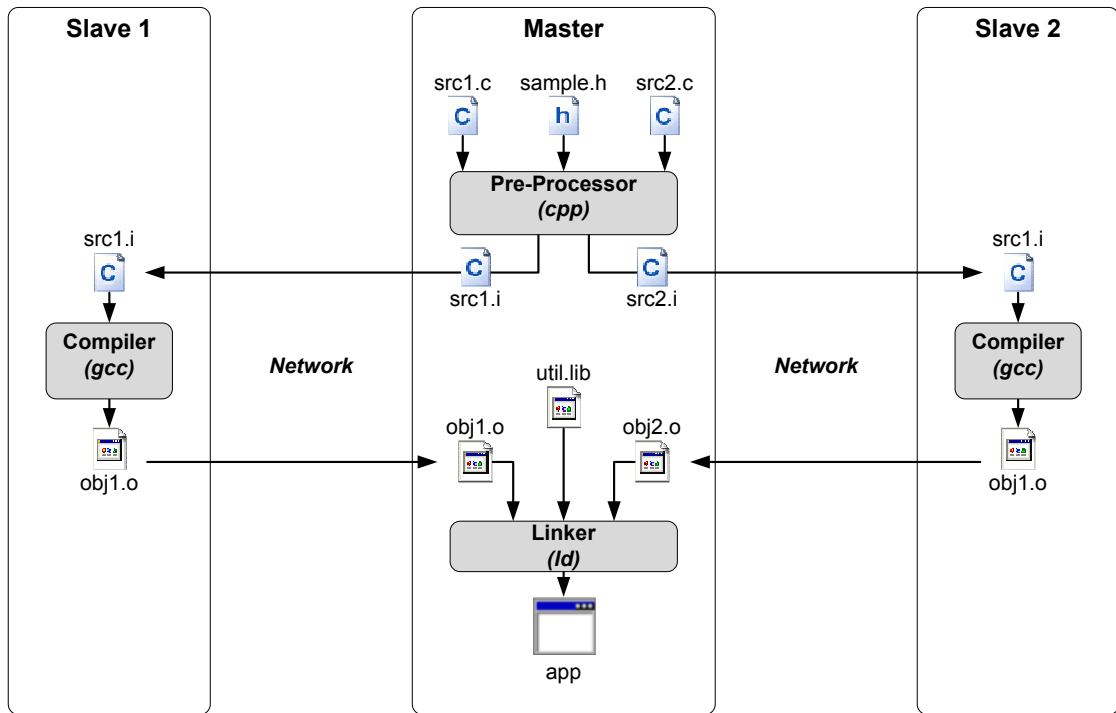 Slave 1
Master
Slave 2
src1.c
sample.h
src2.c
C
h
C
Pre-Processor
(cpp)
src1.i
C
C
C
src1.i
C
src1.i
src2.i
Compiler
(gcc)
Network
Network
Compiler
(gcc)
util.lib
obj1.o
obj2.o
obj1.o
obj1.o
Linker
(ld)
app